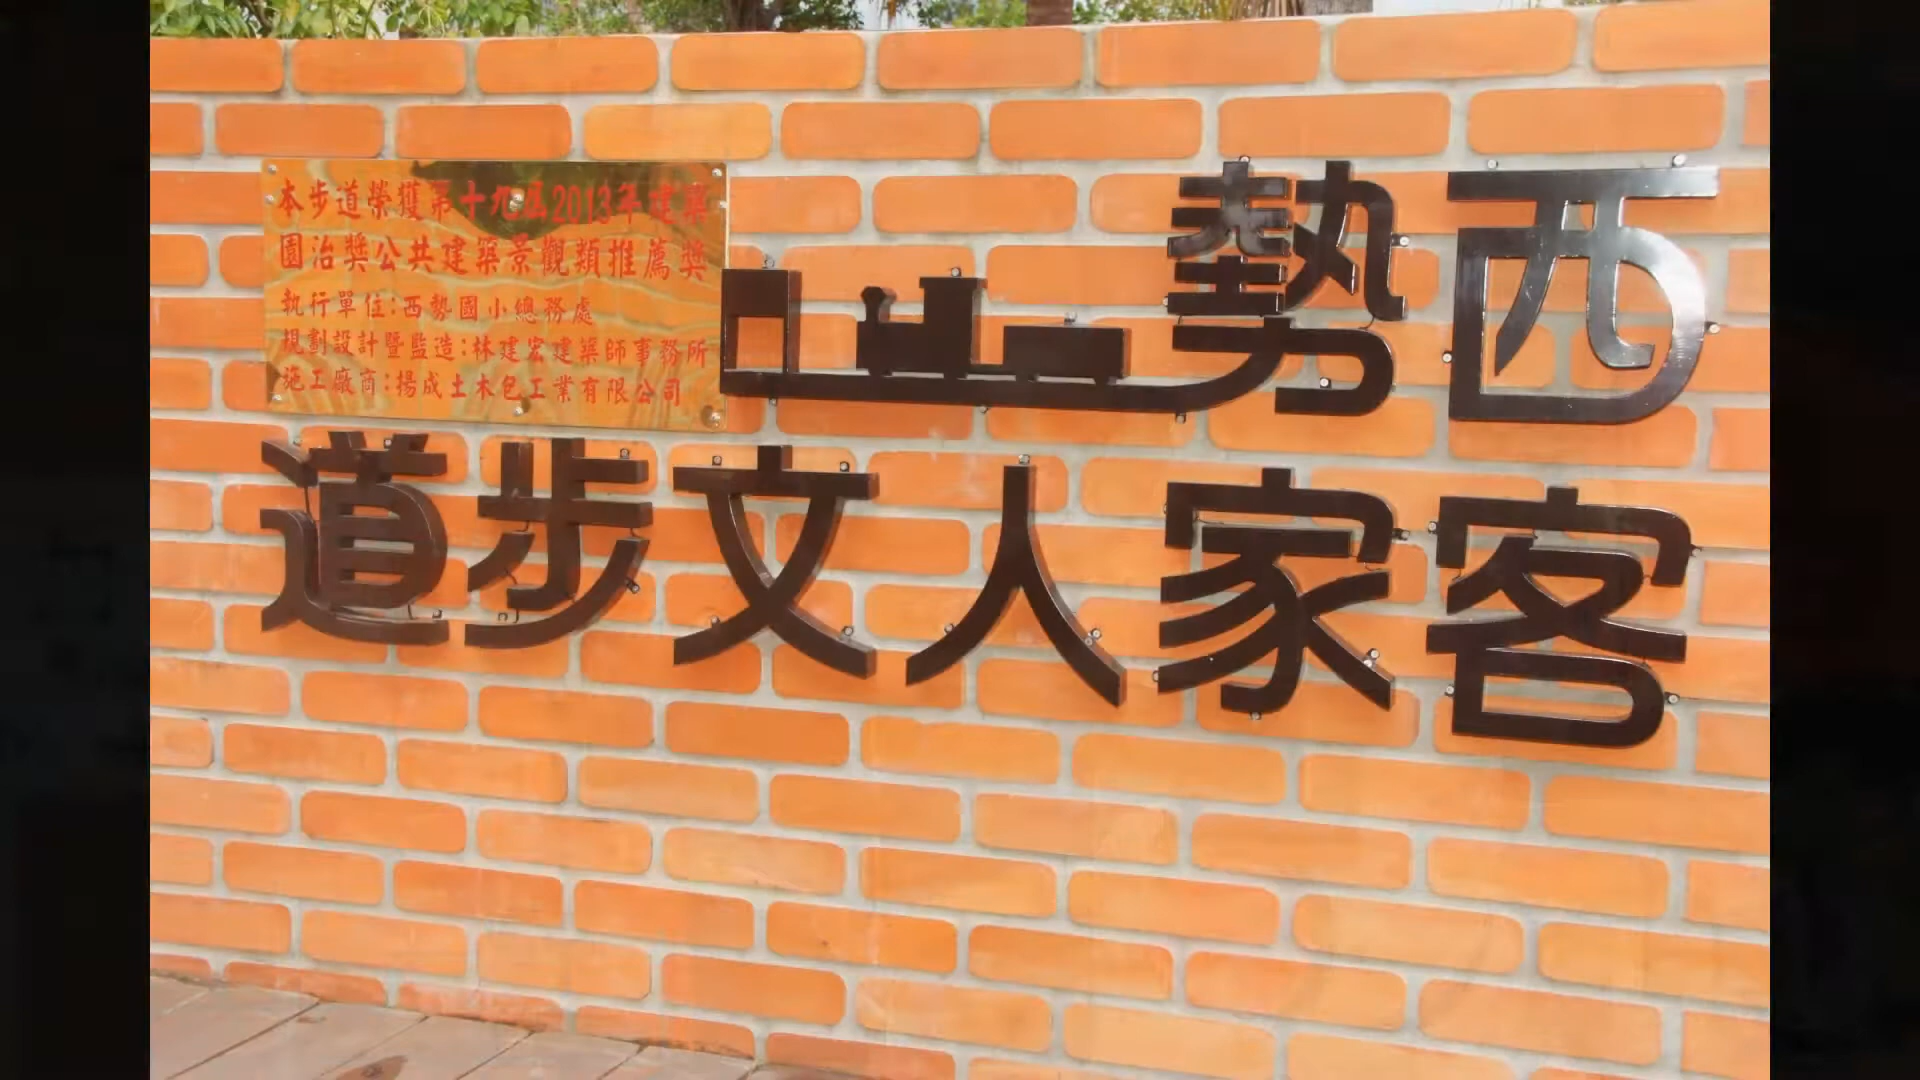 西勢
客家人文步道
本步道榮獲第十九屆2013年建築
園冶獎公共建築景觀類推薦獎
執行單位:西勢國小總務處
規劃設計暨監造:林建宏建築師事務所
施工廠商:揚成土木包工業有限公司